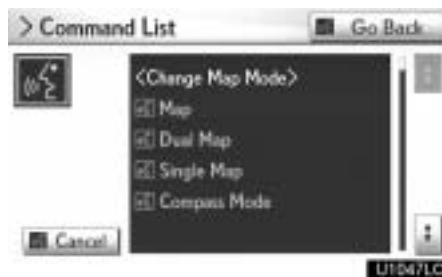 > Command List
Go Back
<Change Map Mode>
Map
Dual Map
Single Map
Compass Mode
Cancel
U1047LC